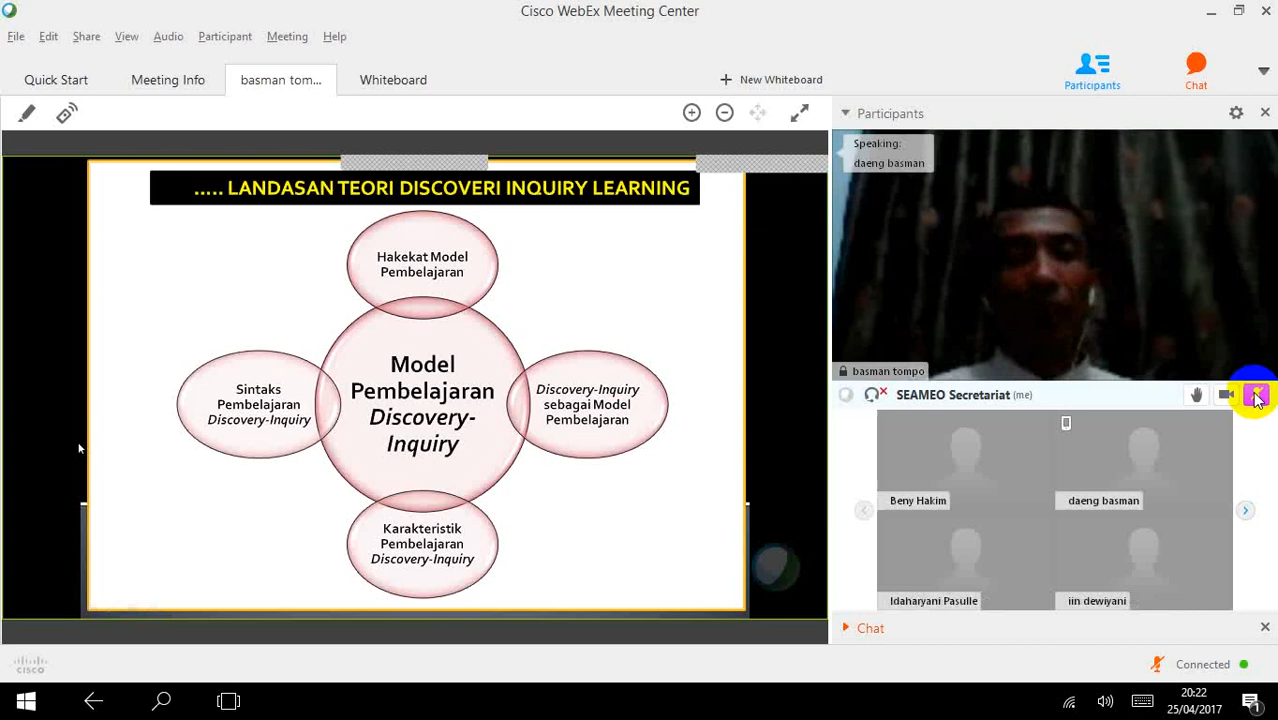 Cisco WebEx Meeting Center
File Edit Share View Audio Participant Meeting Help
Quick Start Meeting Info basman tom... Whiteboard + New Whiteboard
Participants Chat
Participants
Speaking:
daeng basman
..... LANDASAN TEORI DISCOVERI INQUIRY LEARNING
Hakekat Model
Pembelajaran
Model
Pembelajaran
Discovery-
Inquiry
Sintaks
Pembelajaran
Discovery-Inquiry
Discovery-Inquiry
sebagai Model
Pembelajaran
Karakteristik
Pembelajaran
Discovery-Inquiry
basman tompo
SEAMEO Secretariat (me)
Beny Hakim
daeng basman
Idaharyani Pasulle
iin dewiyani
Chat
cisco
Connected
20:22
25/04/2017
1